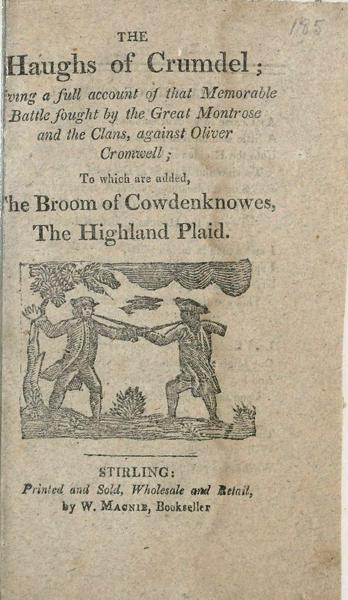 185
THE
Haughs of Crumdel;
ving a full account of that Memorable
Battle fought by the Great Montrose
and the Clans, against Oliver
Cromwell;
To which are added,
he Broom of Cowdenknowes,
The Highland Plaid.
STIRLING:
Printed and Sold, Wholesale and Retail,
by W. MACNIE, Bookseller